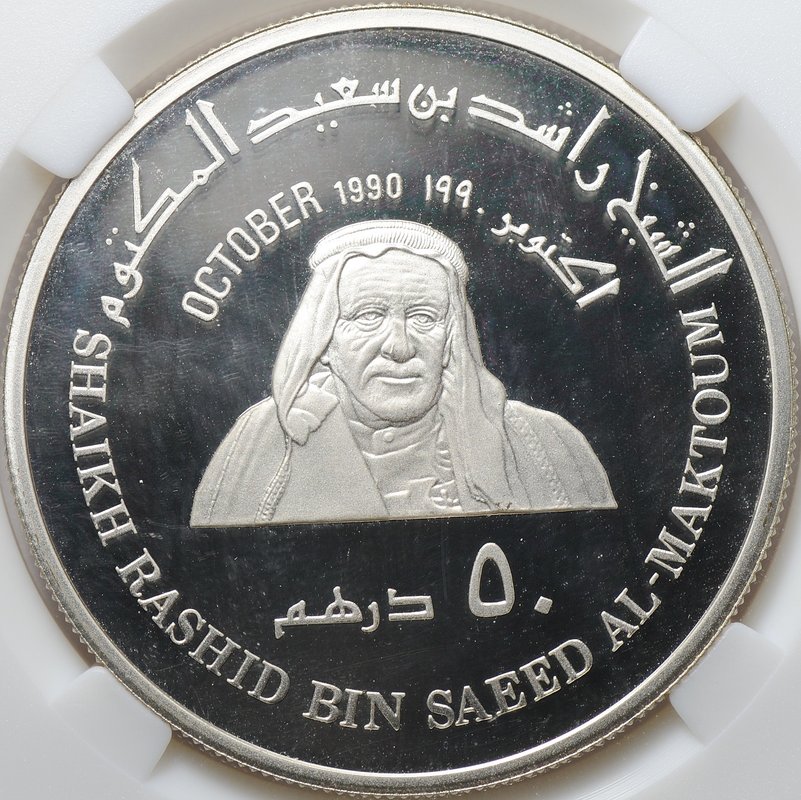 الشيخ راشد بن سعيد المكتوم
OCTOBER 1990 اكتوبر ١٩٩٠
٥٠ درهم
SHAIKH RASHID BIN SAEED AL-MAKTOUM